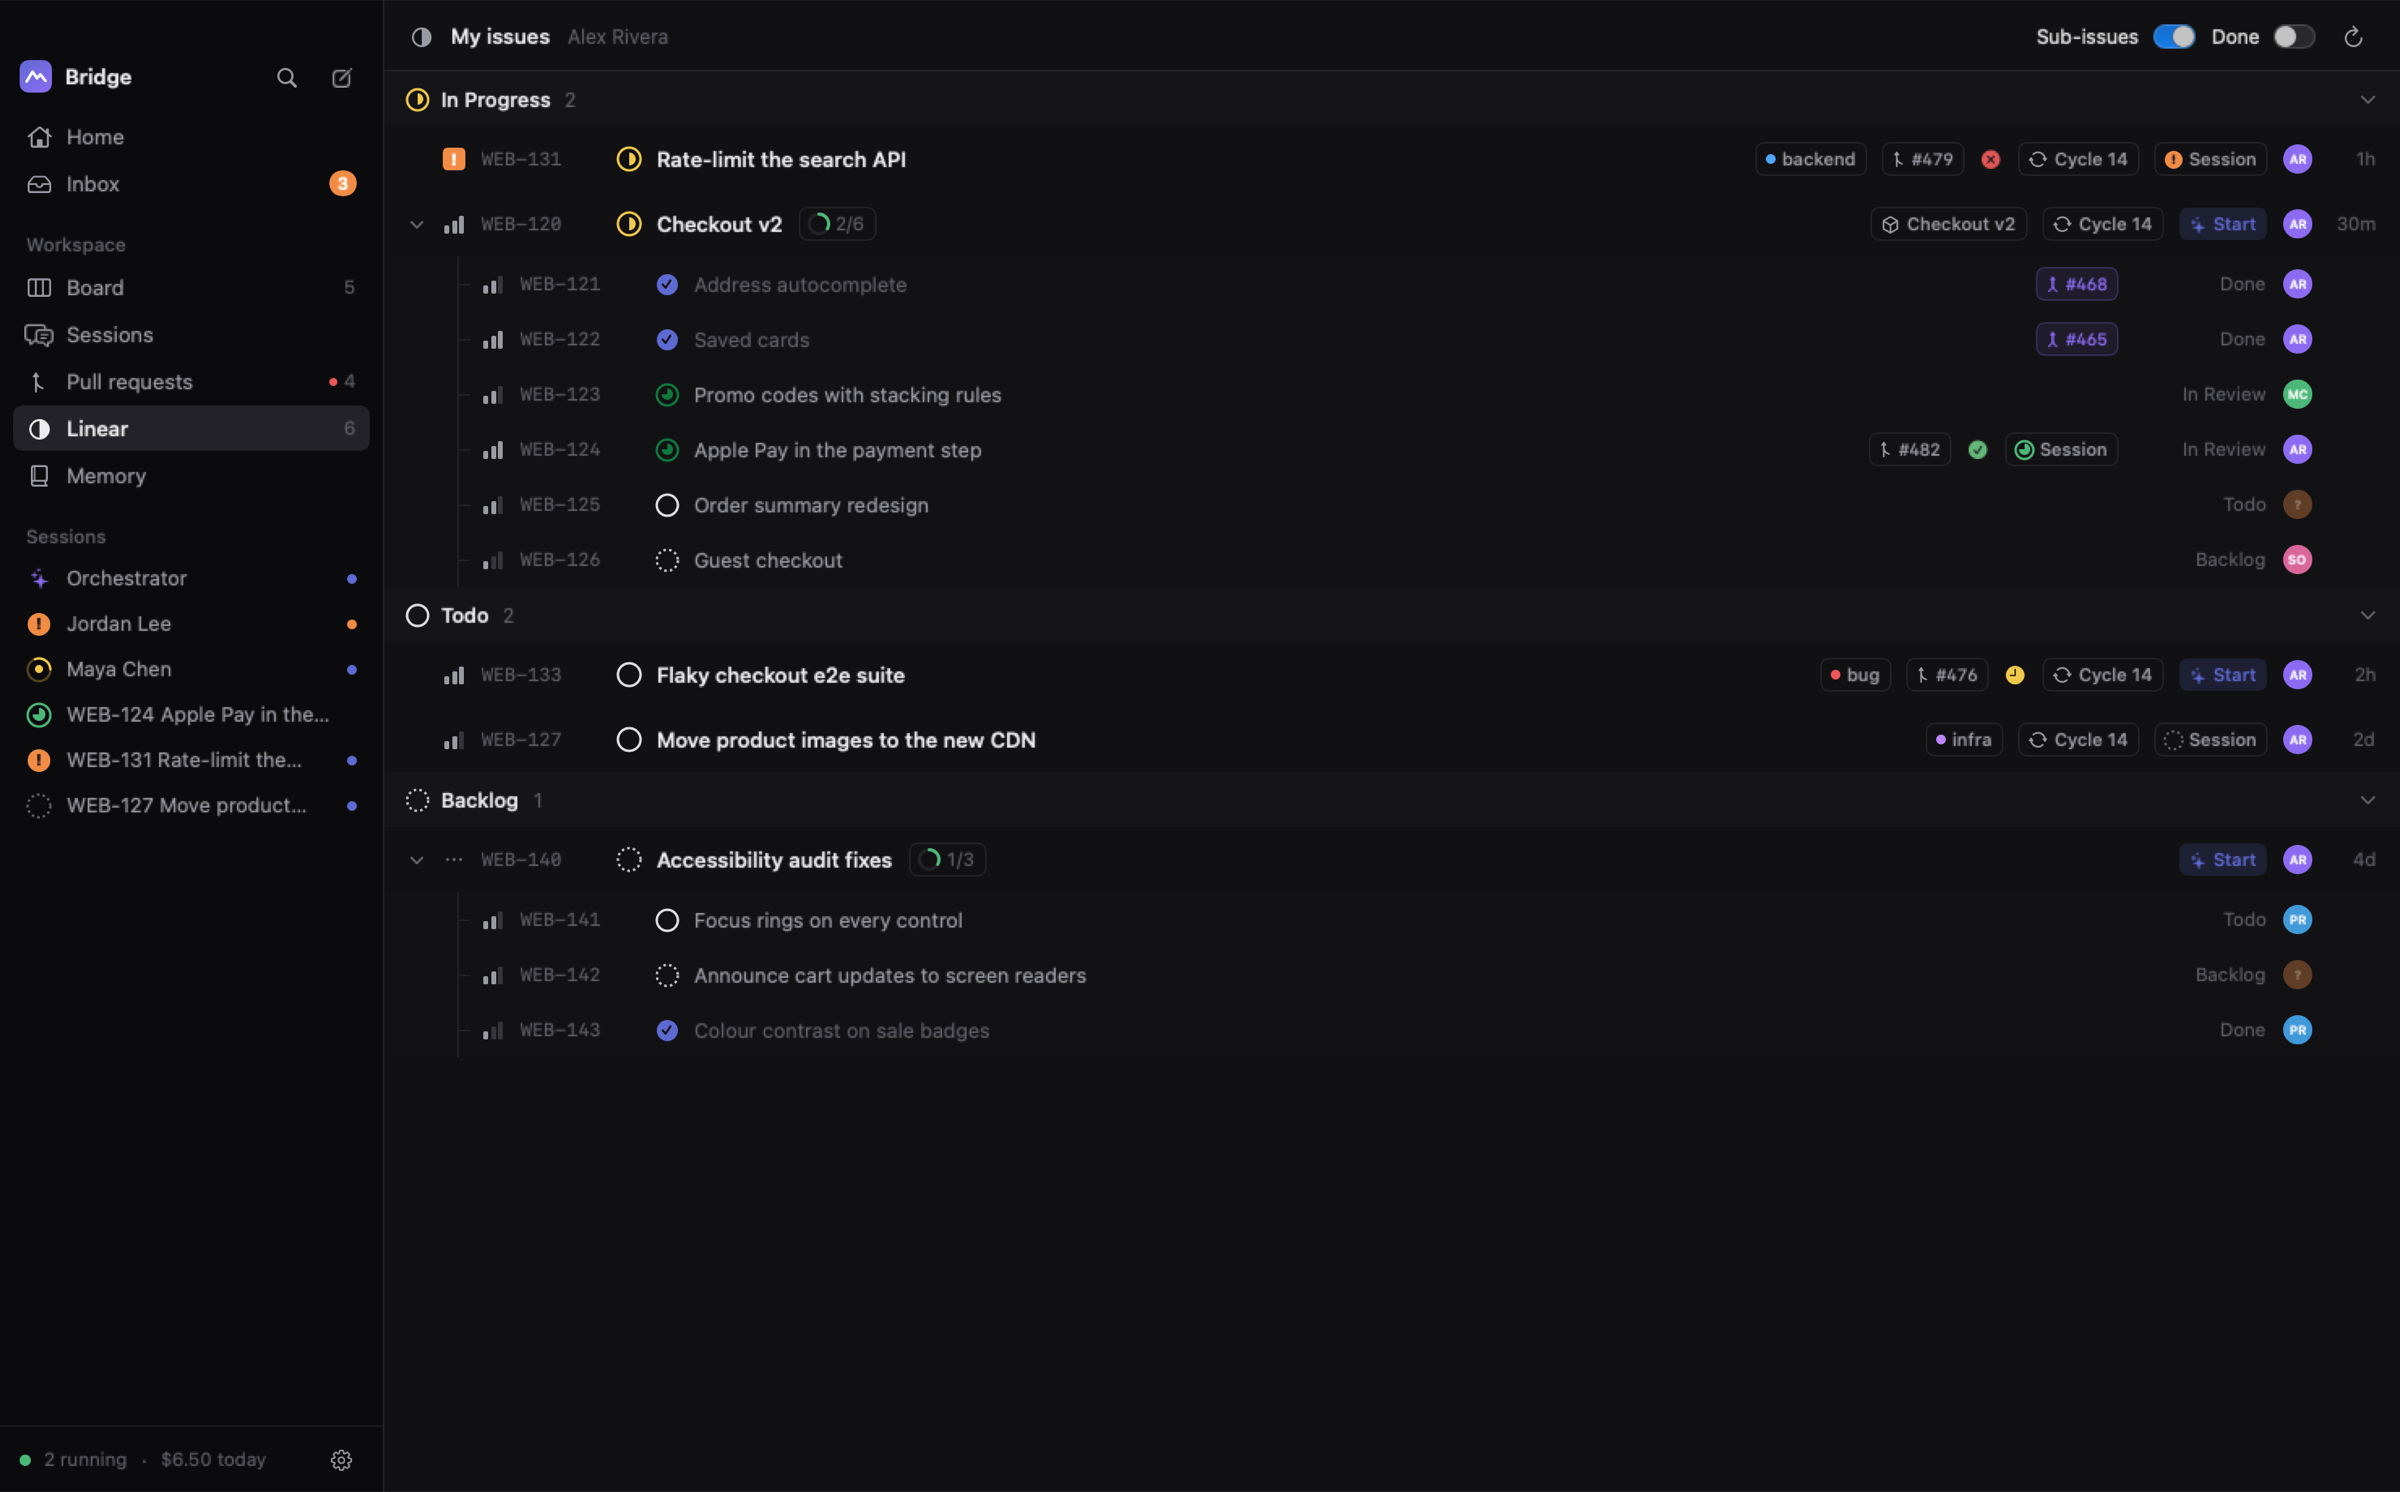 Bridge
Home
Inbox 3
Workspace
Board 5
Sessions
Pull requests 4
Linear 6
Memory
Sessions
Orchestrator
Jordan Lee
Maya Chen
WEB-124 Apple Pay in the...
WEB-131 Rate-limit the...
WEB-127 Move product...
2 running · $6.50 today
My issues Alex Rivera Sub-issues Done
In Progress 2
WEB-131 Rate-limit the search API backend #479 Cycle 14 Session AR 1h
WEB-120 Checkout v2 2/6 Checkout v2 Cycle 14 Start AR 30m
WEB-121 Address autocomplete #468 Done AR
WEB-122 Saved cards #465 Done AR
WEB-123 Promo codes with stacking rules In Review MC
WEB-124 Apple Pay in the payment step #482 Session In Review AR
WEB-125 Order summary redesign Todo ?
WEB-126 Guest checkout Backlog SO
Todo 2
WEB-133 Flaky checkout e2e suite bug #476 Cycle 14 Start AR 2h
WEB-127 Move product images to the new CDN infra Cycle 14 Session AR 2d
Backlog 1
WEB-140 Accessibility audit fixes 1/3 Start AR 4d
WEB-141 Focus rings on every control Todo PR
WEB-142 Announce cart updates to screen readers Backlog ?
WEB-143 Colour contrast on sale badges Done PR